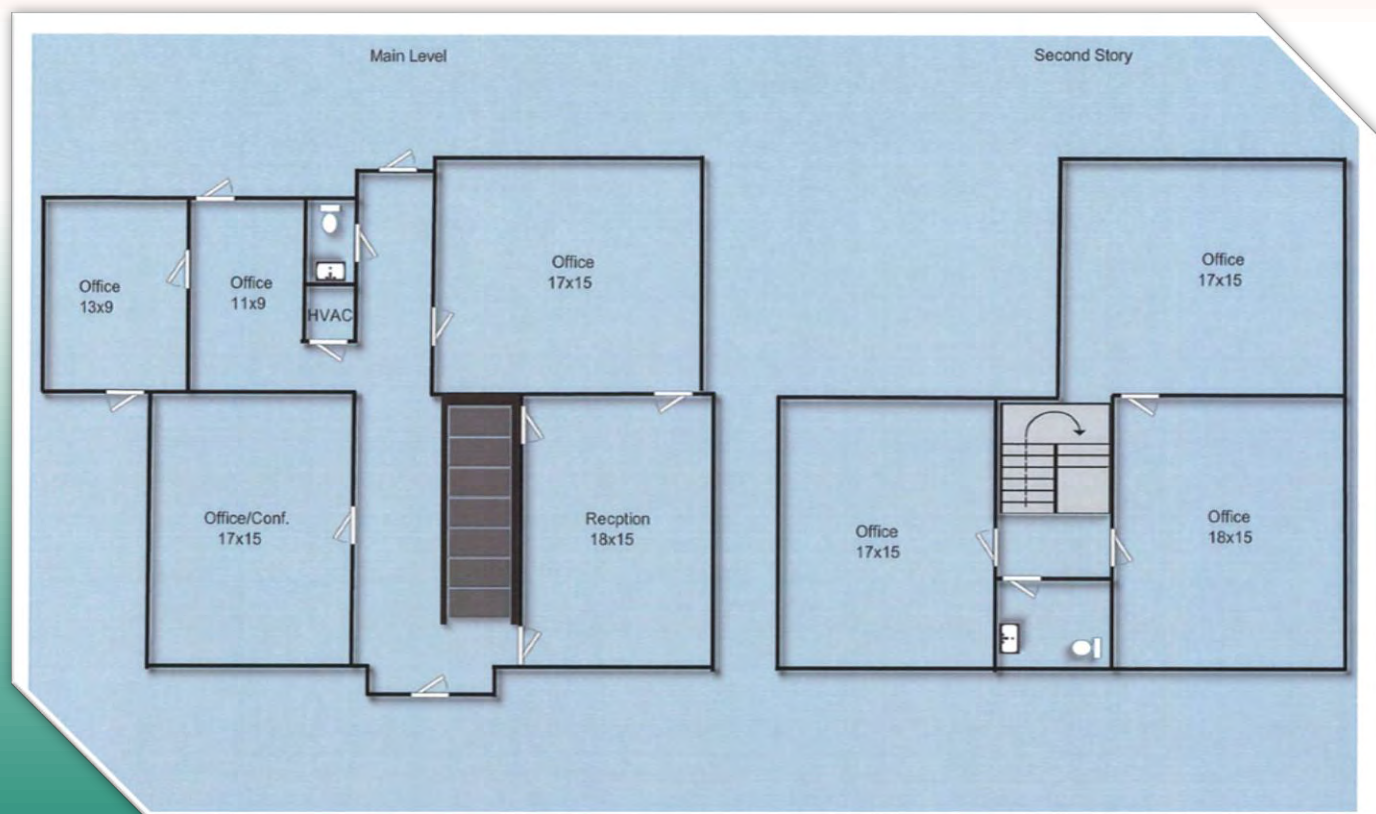 Main Level
Second Story
Office
13x9
Office
11x9
HVAC
Office
17x15
Office/Conf.
17x15
Recption
18x15
Office
17x15
Office
17x15
Office
18x15